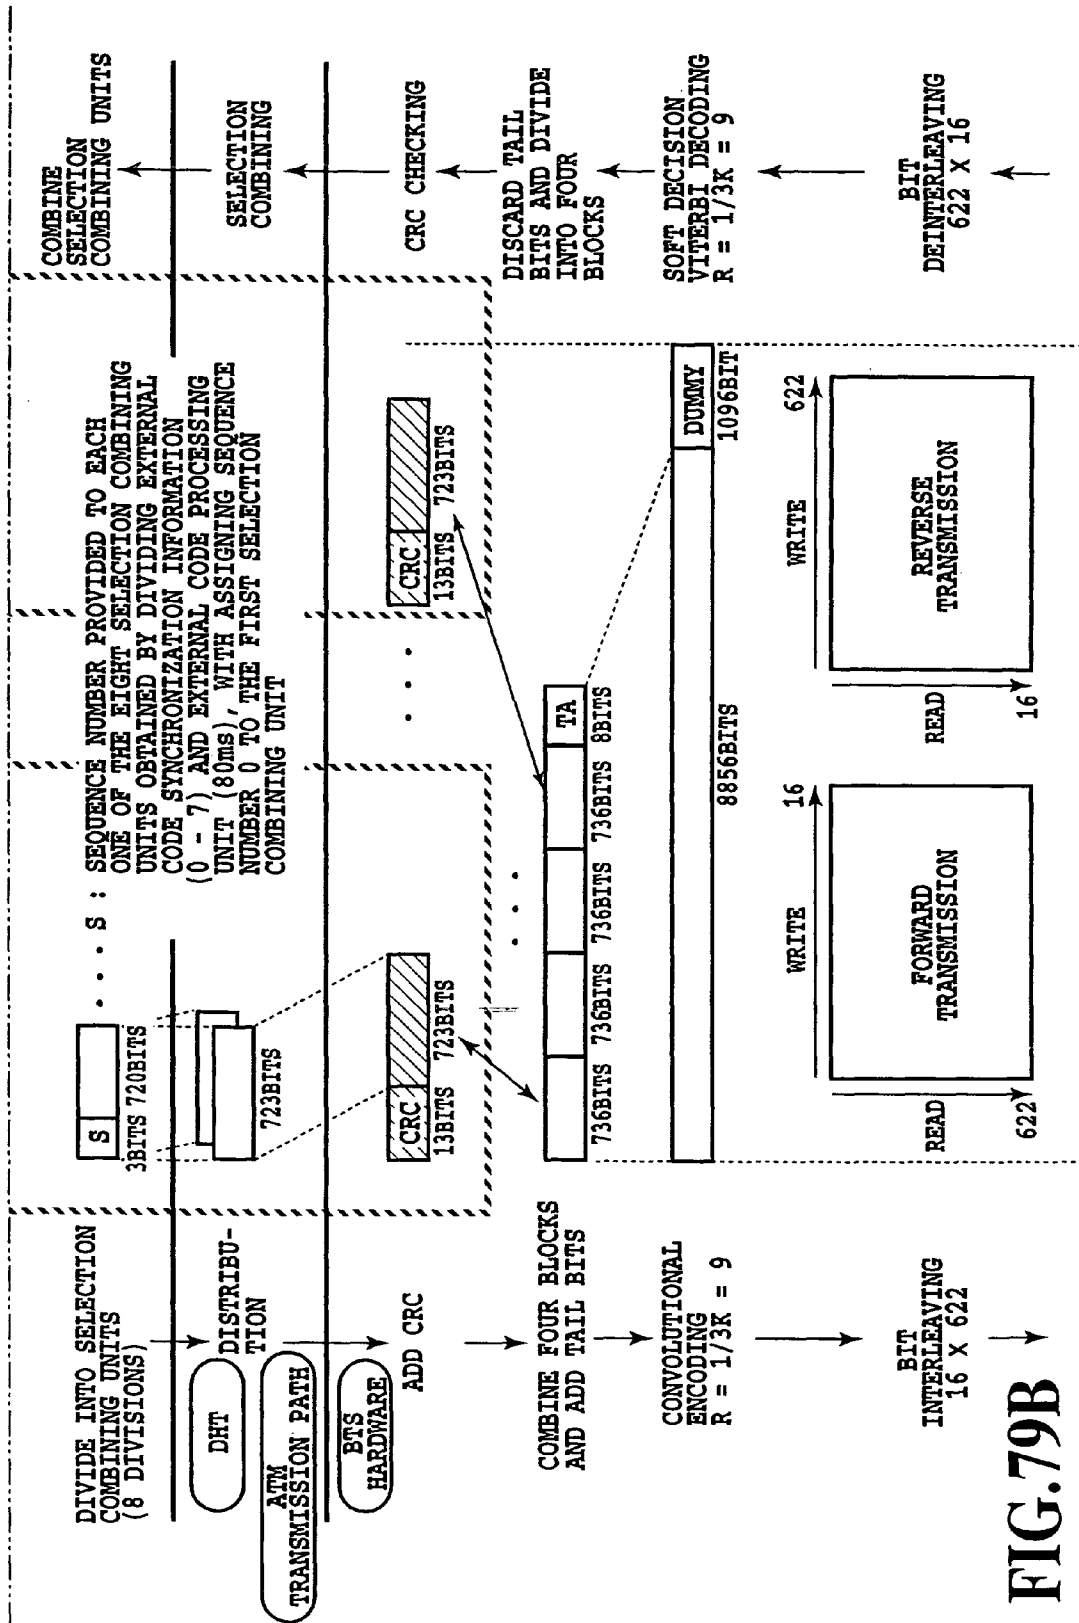 DIVIDE INTO SELECTION
COMBINING UNITS
(8 DIVISIONS)
DHT
DISTRIBU-
TION
ATM
TRANSMISSION PATH
BTS
HARDWARE
ADD CRC
COMBINE FOUR BLOCKS
AND ADD TAIL BITS
CONVOLUTIONAL
ENCODING
R = 1/3K = 9
BIT
INTERLEAVING
16 X 622
S
3BITS 720BITS
• • • S : SEQUENCE NUMBER PROVIDED TO EACH
ONE OF THE EIGHT SELECTION COMBINING
UNITS OBTAINED BY DIVIDING EXTERNAL
CODE SYNCHRONIZATION INFORMATION
(0 - 7) AND EXTERNAL CODE PROCESSING
UNIT (80ms), WITH ASSIGNING SEQUENCE
NUMBER 0 TO THE FIRST SELECTION
COMBINING UNIT
723BITS
CRC
13BITS 723BITS
• • •
CRC
13BITS 723BITS
TA
• • •
736BITS 736BITS 736BITS 736BITS 8BITS
DUMMY
8856BITS
1096BIT
WRITE 16
READ
622
FORWARD
TRANSMISSION
WRITE 622
READ
16
REVERSE
TRANSMISSION
COMBINE
SELECTION
COMBINING UNITS
SELECTION
COMBINING
CRC CHECKING
DISCARD TAIL
BITS AND DIVIDE
INTO FOUR
BLOCKS
SOFT DECISION
VITERBI DECODING
R = 1/3K = 9
BIT
DEINTERLEAVING
622 X 16
FIG.79B